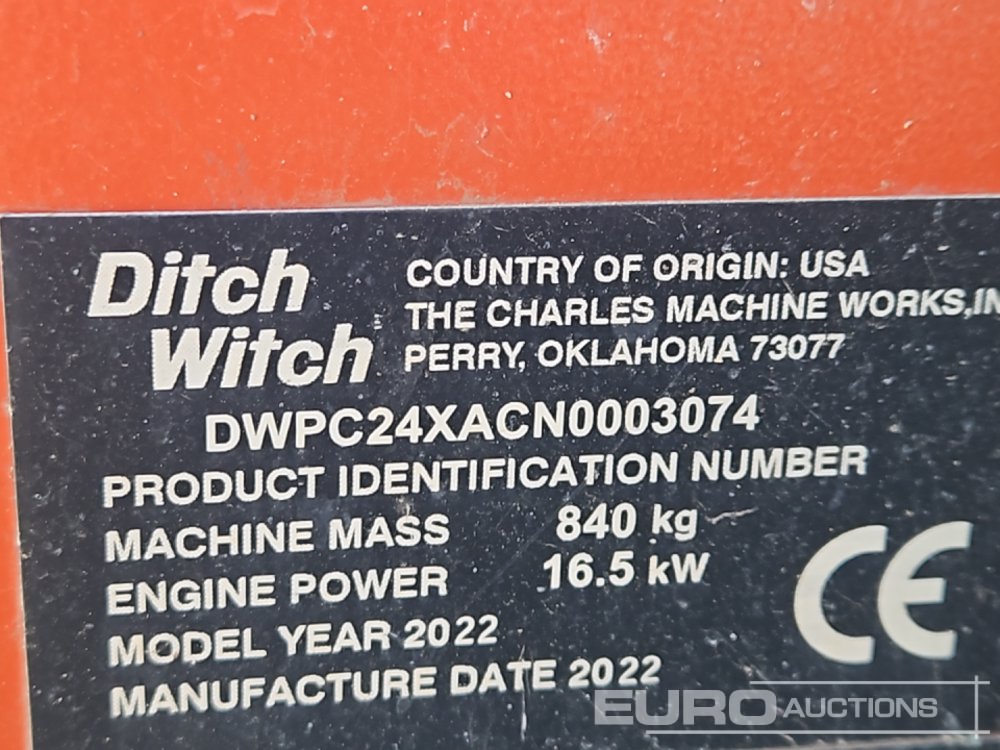 Ditch
Witch
COUNTRY OF ORIGIN: USA
THE CHARLES MACHINE WORKS,IN
PERRY, OKLAHOMA 73077
DWPC24XACN0003074
PRODUCT IDENTIFICATION NUMBER
MACHINE MASS 840 kg
ENGINE POWER 16.5 kW
MODEL YEAR 2022
MANUFACTURE DATE 2022
CE
EURO AUCTIONS